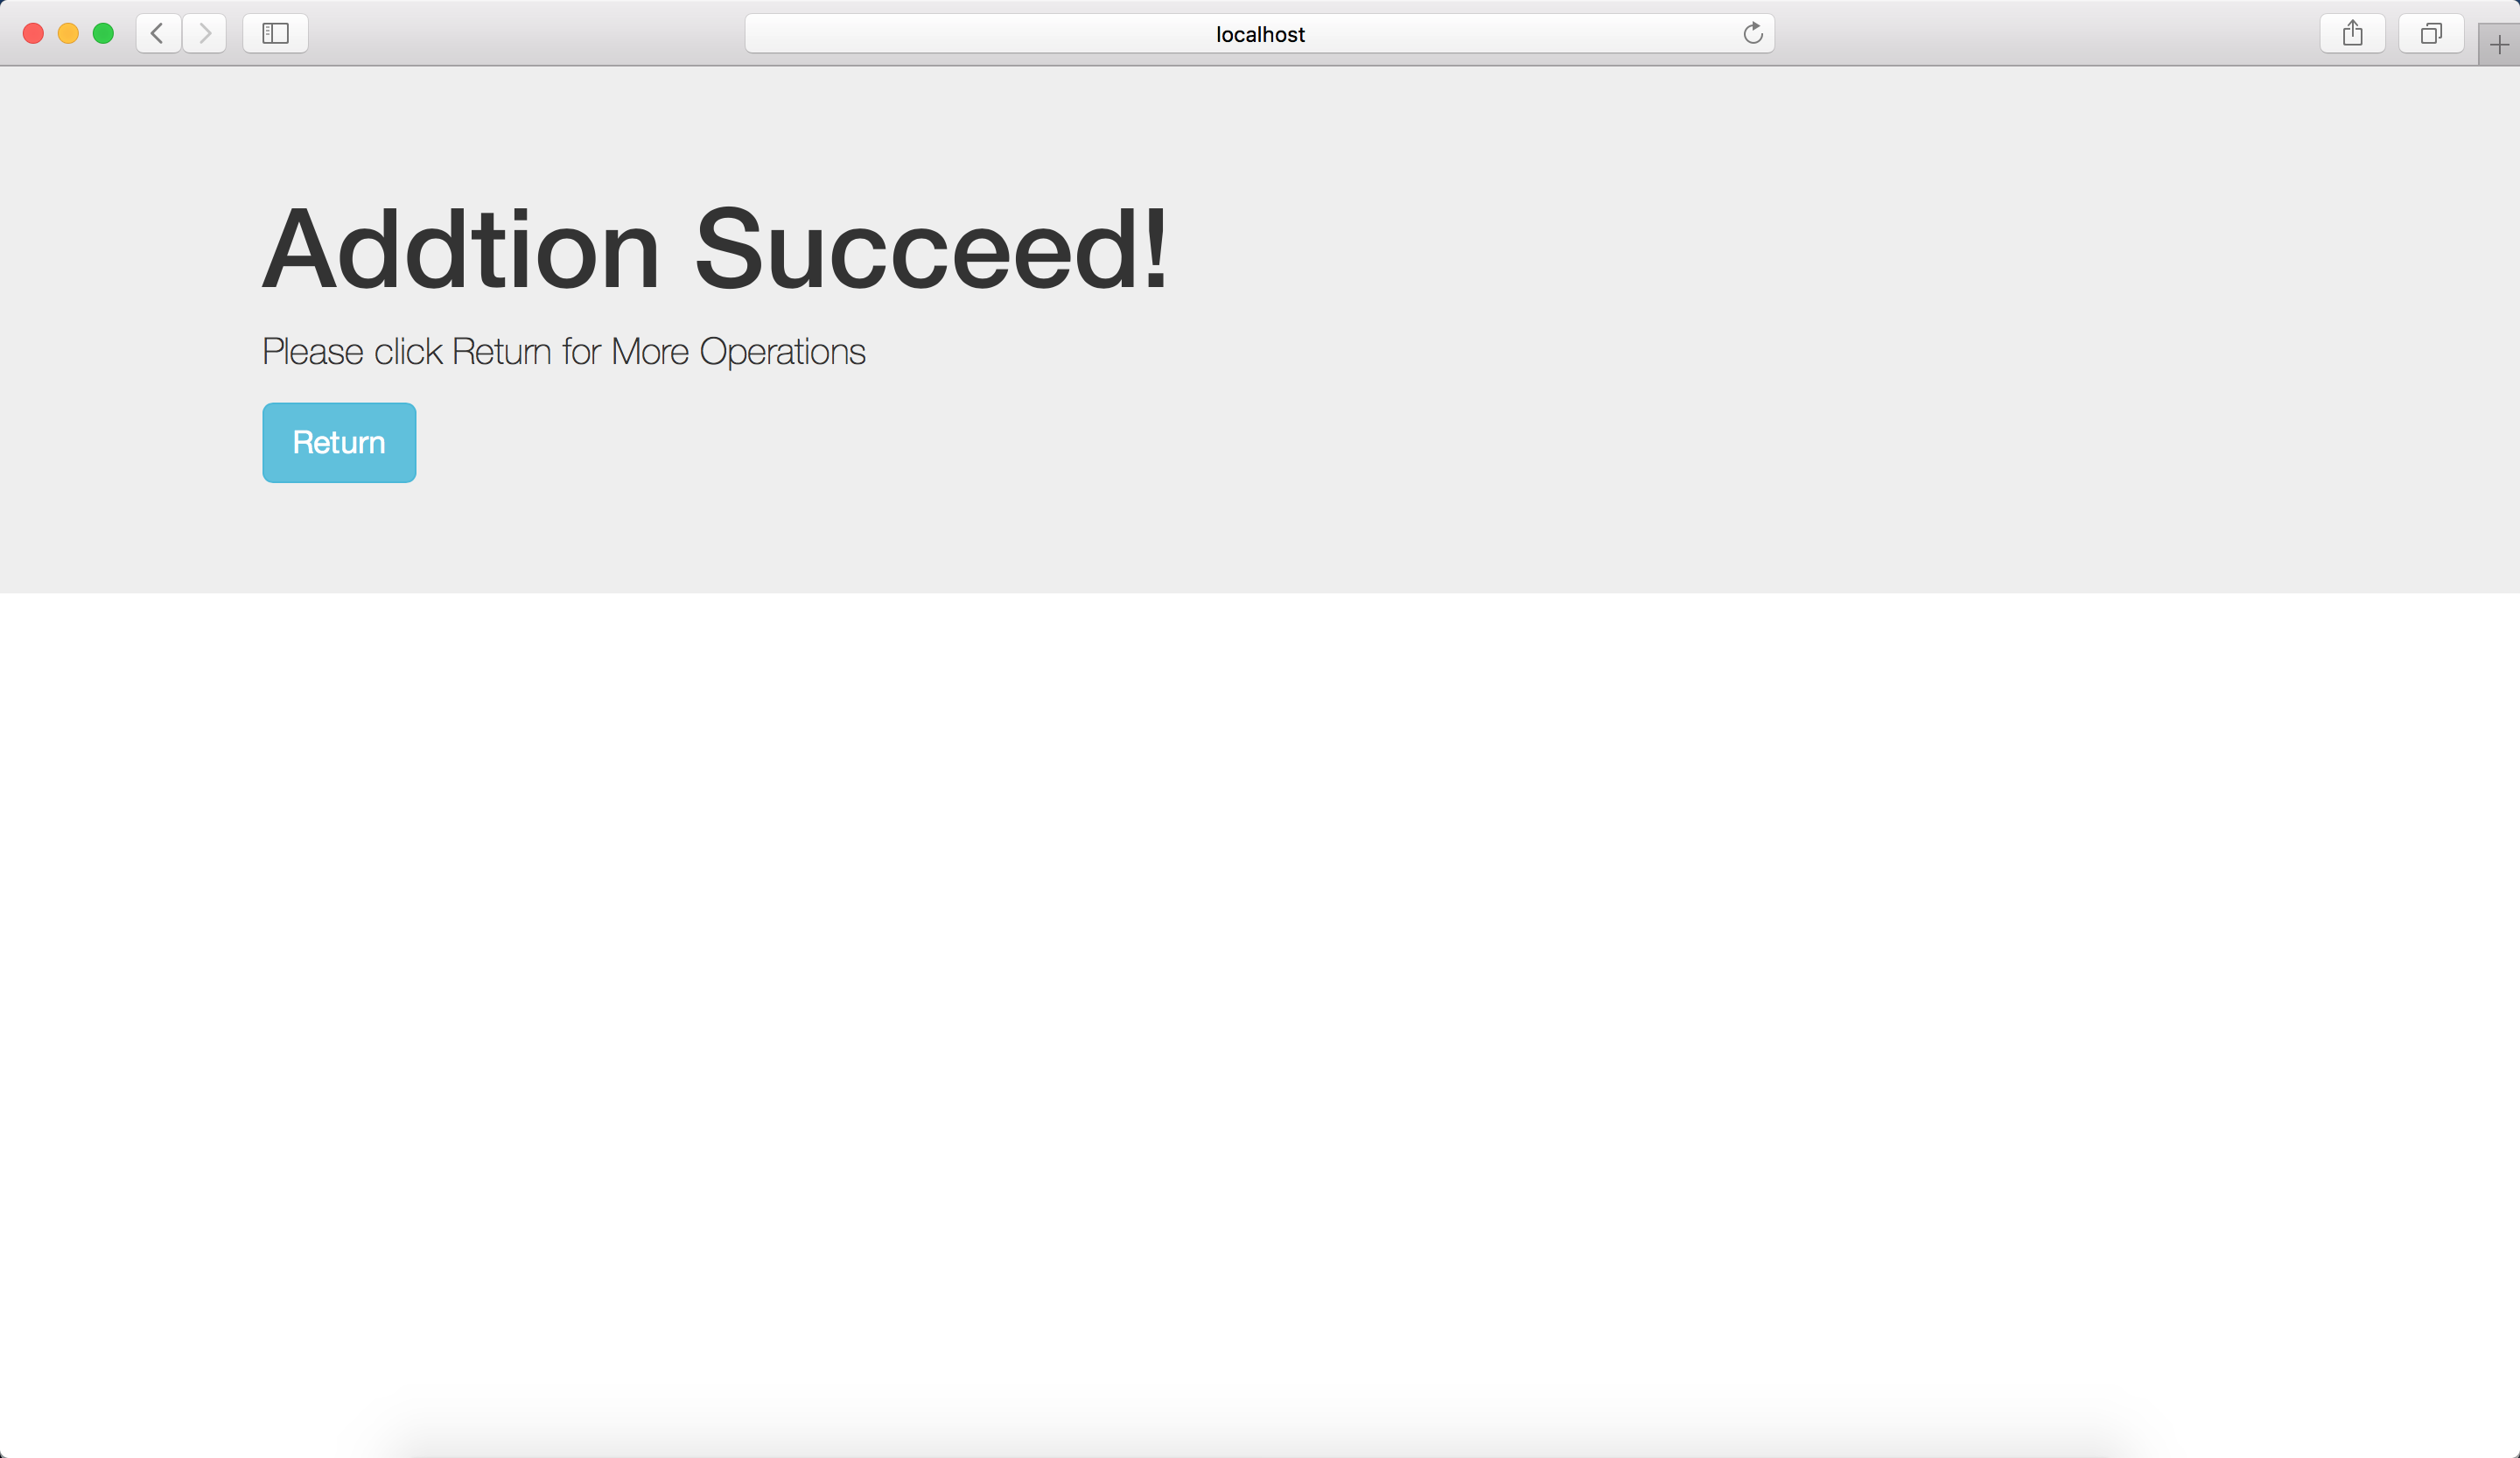 localhost
Addtion Succeed!
Please click Return for More Operations
Return